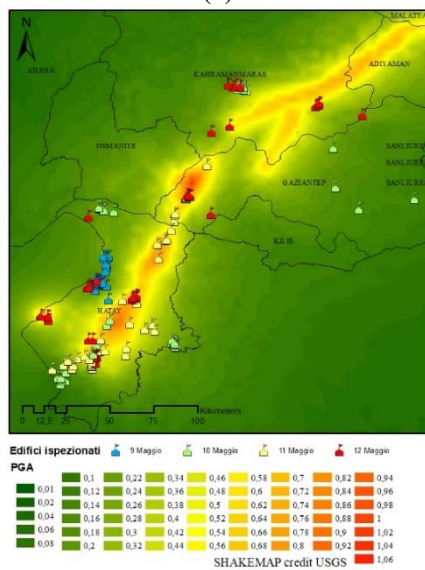 N
MALATYA
ADIYAMAN
ADANA
KAHRAMANMARAS
OSMANIYE
SANLIURFA
SANLIURFA
GAZIANTEP
SANLIURFA
KILIS
HATAY
0 12,5 25 50 75 100
Kilometers
Edifici ispezionati 9 Maggio 10 Maggio 11 Maggio 12 Maggio
PGA
0,1 0,22 0,34 0,46 0,58 0,7 0,82 0,94
0,01 0,12 0,24 0,36 0,48 0,6 0,72 0,84 0,96
0,02 0,14 0,26 0,38 0,5 0,62 0,74 0,86 0,98
0,04 0,16 0,28 0,4 0,52 0,64 0,76 0,88 1
0,06 0,18 0,3 0,42 0,54 0,66 0,78 0,9 1,02
0,08 0,2 0,32 0,44 0,56 0,68 0,8 0,92 1,04
SHAKEMAP credit USGS 1,06